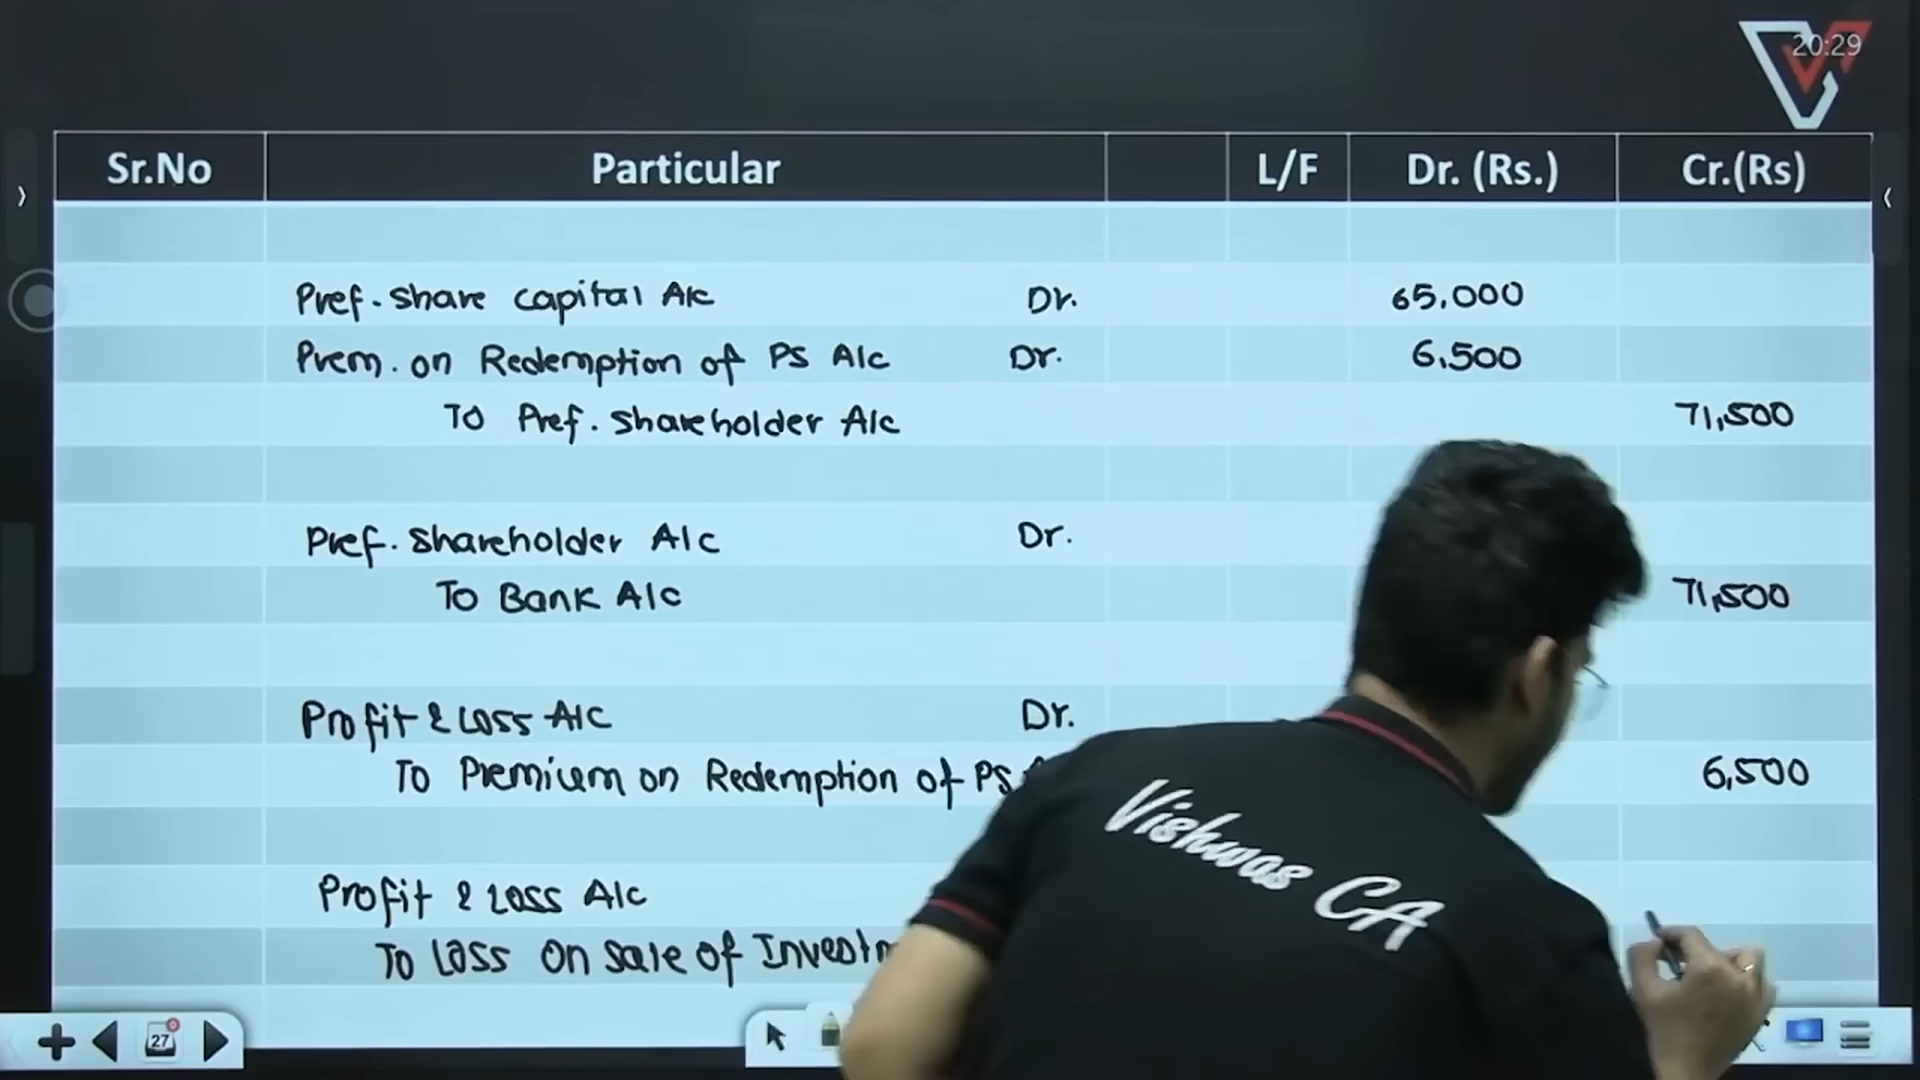 20:29
Sr.No Particular L/F Dr. (Rs.) Cr.(Rs)
Pref. Share capital A/c Dr. 65,000
Prem. on Redemption of PS A/c Dr. 6,500
To Pref. Shareholder A/c 71,500
Pref. Shareholder A/c Dr.
To Bank A/c 71,500
Profit & Loss A/c Dr.
To Premium on Redemption of PS 6,500
Profit & Loss A/c
To Loss on sale of
Vishwas CA
27